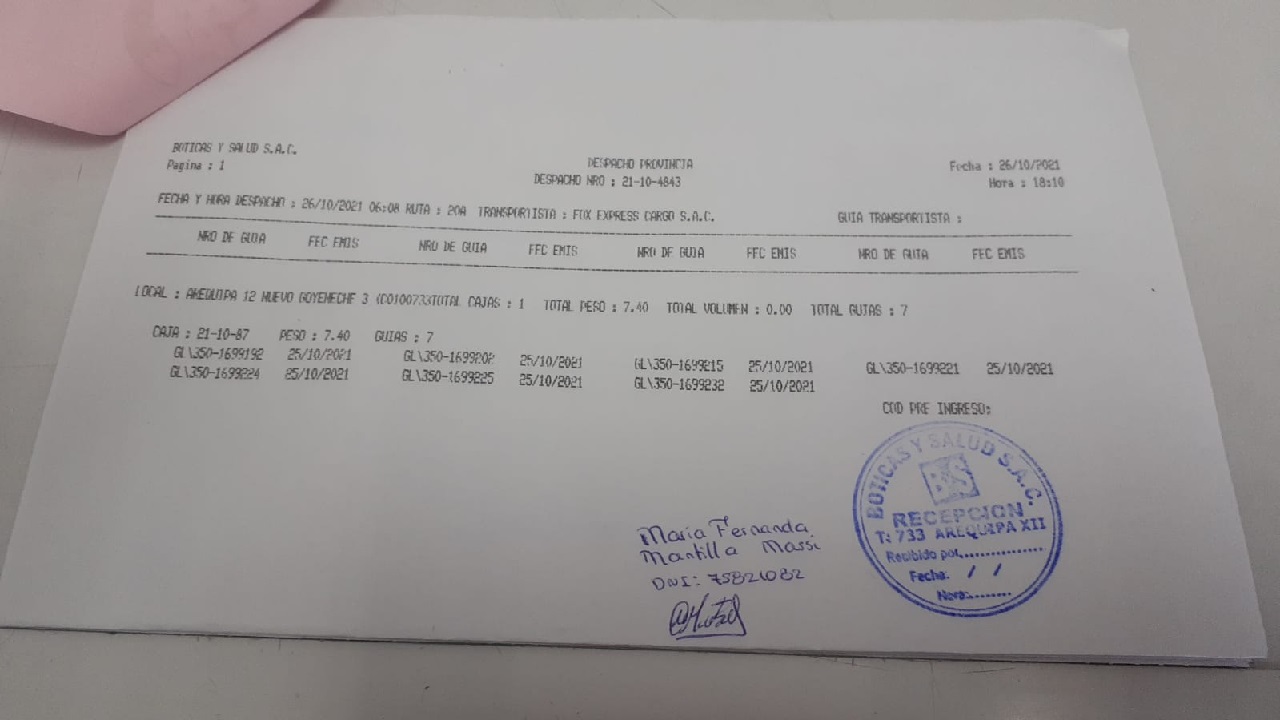 BOTICAS Y SALUD S.A.C.
Pagina : 1
DESPACHO PROVINCIA
DESPACHO NRO : 21-10-4843
Fecha : 26/10/2021
Hora : 18:10
FECHA Y HORA DESPACHO : 26/10/2021 06:08 RUTA : 20A TRANSPORTISTA : FOX EXPRESS CARGO S.A.C. GUIA TRANSPORTISTA :
NRO DE GUIA FEC EMIS NRO DE GUIA FEC EMIS NRO DE GUIA FEC EMIS NRO DE GUIA FEC EMIS
LOCAL : AREQUIPA 12 NUEVO GOYENECHE 3 (C0100733TOTAL CAJAS : 1 TOTAL PESO : 7.40 TOTAL VOLUMEN : 0.00 TOTAL GUIAS : 7
CAJA : 21-10-87 PESO : 7.40 GUIAS : 7
GL\350-1699192 25/10/2021 GL\350-1699202 25/10/2021 GL\350-1699215 25/10/2021 GL\350-1699221 25/10/2021
GL\350-1699224 25/10/2021 GL\350-1699225 25/10/2021 GL\350-1699232 25/10/2021
COD PRE INGRESO:
BOTICAS Y SALUD S.A.C.
B&S
RECEPCION
T: 733 AREQUIPA XII
Recibido por,...............
Fecha: / /
Hora:.........
Maria Fernanda
Mantilla Massi
DNI: 75821082